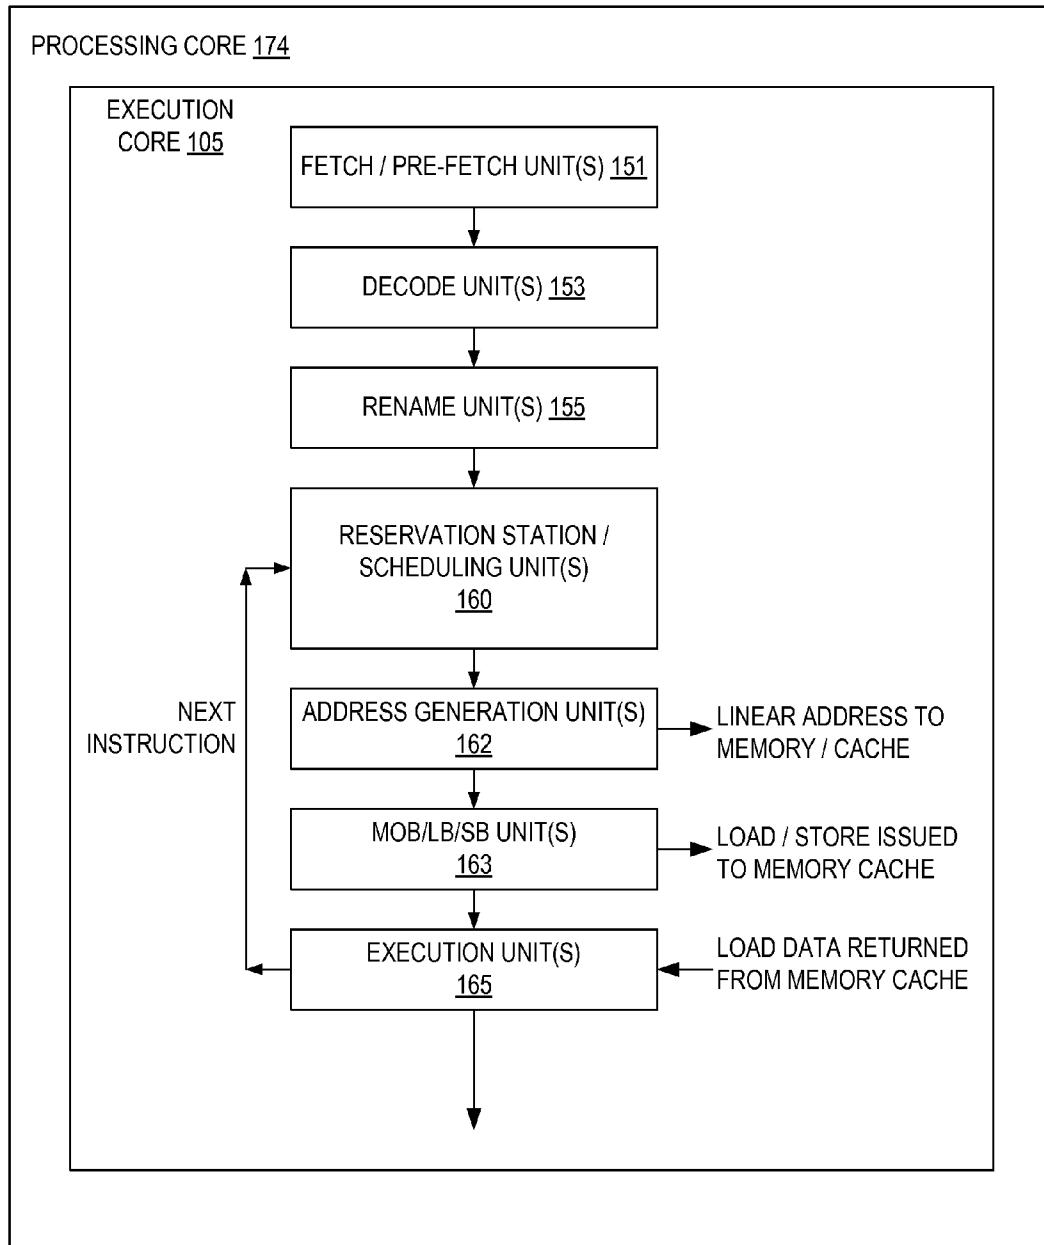 PROCESSING CORE 174
EXECUTION
CORE 105
FETCH / PRE-FETCH UNIT(S) 151
DECODE UNIT(S) 153
RENAME UNIT(S) 155
RESERVATION STATION /
SCHEDULING UNIT(S)
160
NEXT
INSTRUCTION
ADDRESS GENERATION UNIT(S)
162
LINEAR ADDRESS TO
MEMORY / CACHE
MOB/LB/SB UNIT(S)
163
LOAD / STORE ISSUED
TO MEMORY CACHE
EXECUTION UNIT(S)
165
LOAD DATA RETURNED
FROM MEMORY CACHE